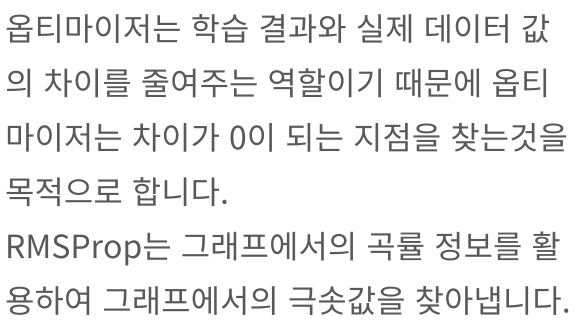 옵티마이저는 학습 결과와 실제 데이터 값
의 차이를 줄여주는 역할이기 때문에 옵티
마이저는 차이가 0이 되는 지점을 찾는것을
목적으로 합니다.
RMSProp는 그래프에서의 곡률 정보를 활
용하여 그래프에서의 극솟값을 찾아냅니다.